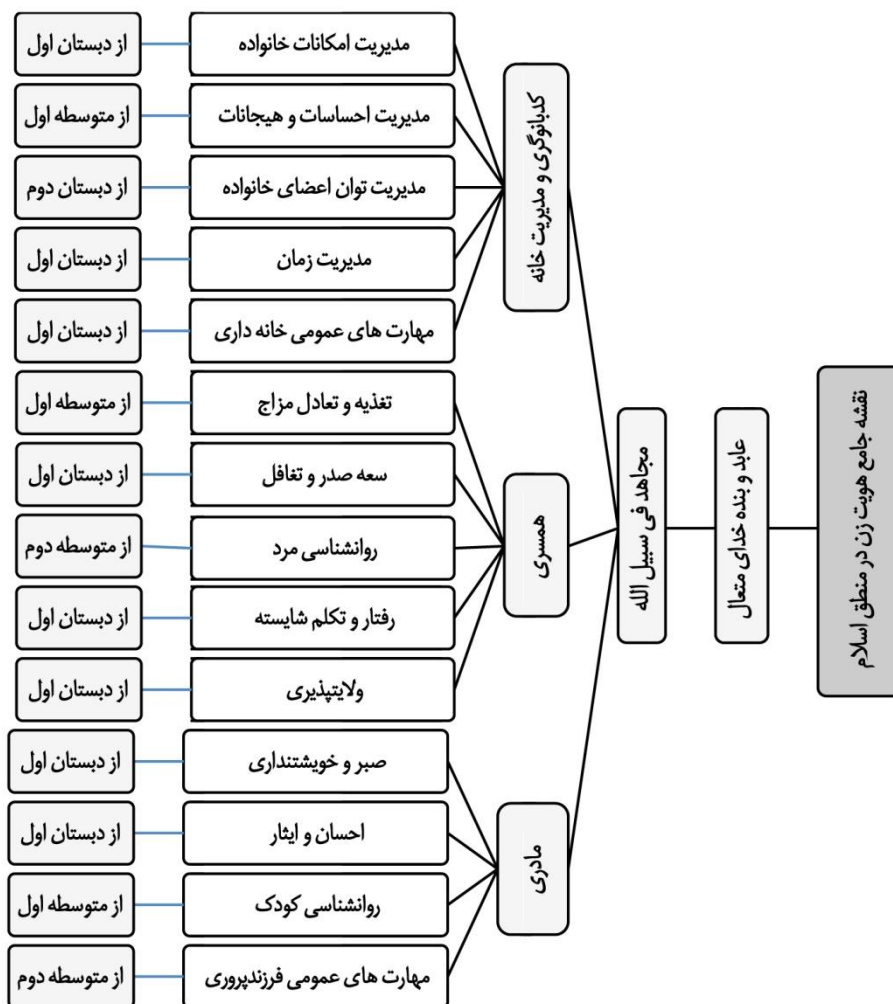 نقشه جامع هویت زن در منطق اسلام
عابد و بنده خدای متعال
مجاهد فی سبیل الله
کدبانوگری و مدیریت خانه
مدیریت امکانات خانواده
از دبستان اول
مدیریت احساسات و هیجانات
از متوسطه اول
مدیریت توان اعضای خانواده
از دبستان دوم
مدیریت زمان
از دبستان اول
مهارت های عمومی خانه داری
از دبستان اول
همسری
تغذیه و تعادل مزاج
از متوسطه اول
سعه صدر و تغافل
از دبستان اول
روانشناسی مرد
از متوسطه دوم
رفتار و تکلم شایسته
از دبستان اول
ولایتپذیری
از دبستان اول
مادری
صبر و خویشتنداری
از دبستان اول
احسان و ایثار
از دبستان اول
روانشناسی کودک
از متوسطه اول
مهارت های عمومی فرزندپروری
از متوسطه دوم